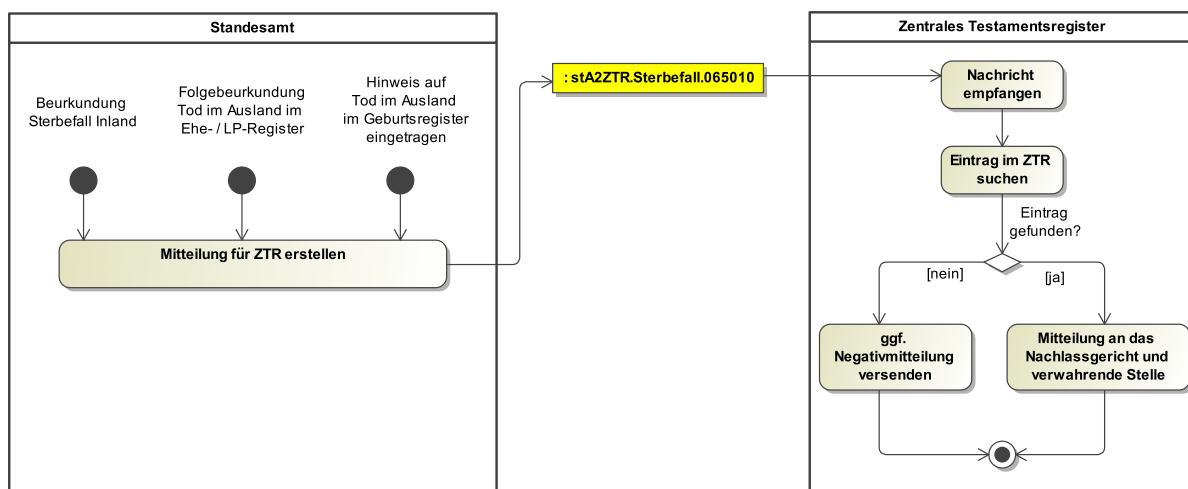 Standesamt
Beurkundung
Sterbefall Inland
Folgebeurkundung
Tod im Ausland im
Ehe- / LP-Register
Hinweis auf
Tod im Ausland
im Geburtsregister
eingetragen
Mitteilung für ZTR erstellen
: stA2ZTR.Sterbefall.065010
Zentrales Testamentsregister
Nachricht
empfangen
Eintrag im ZTR
suchen
Eintrag
gefunden?
[nein]
[ja]
ggf.
Negativmitteilung
versenden
Mitteilung an das
Nachlassgericht und
verwahrende Stelle